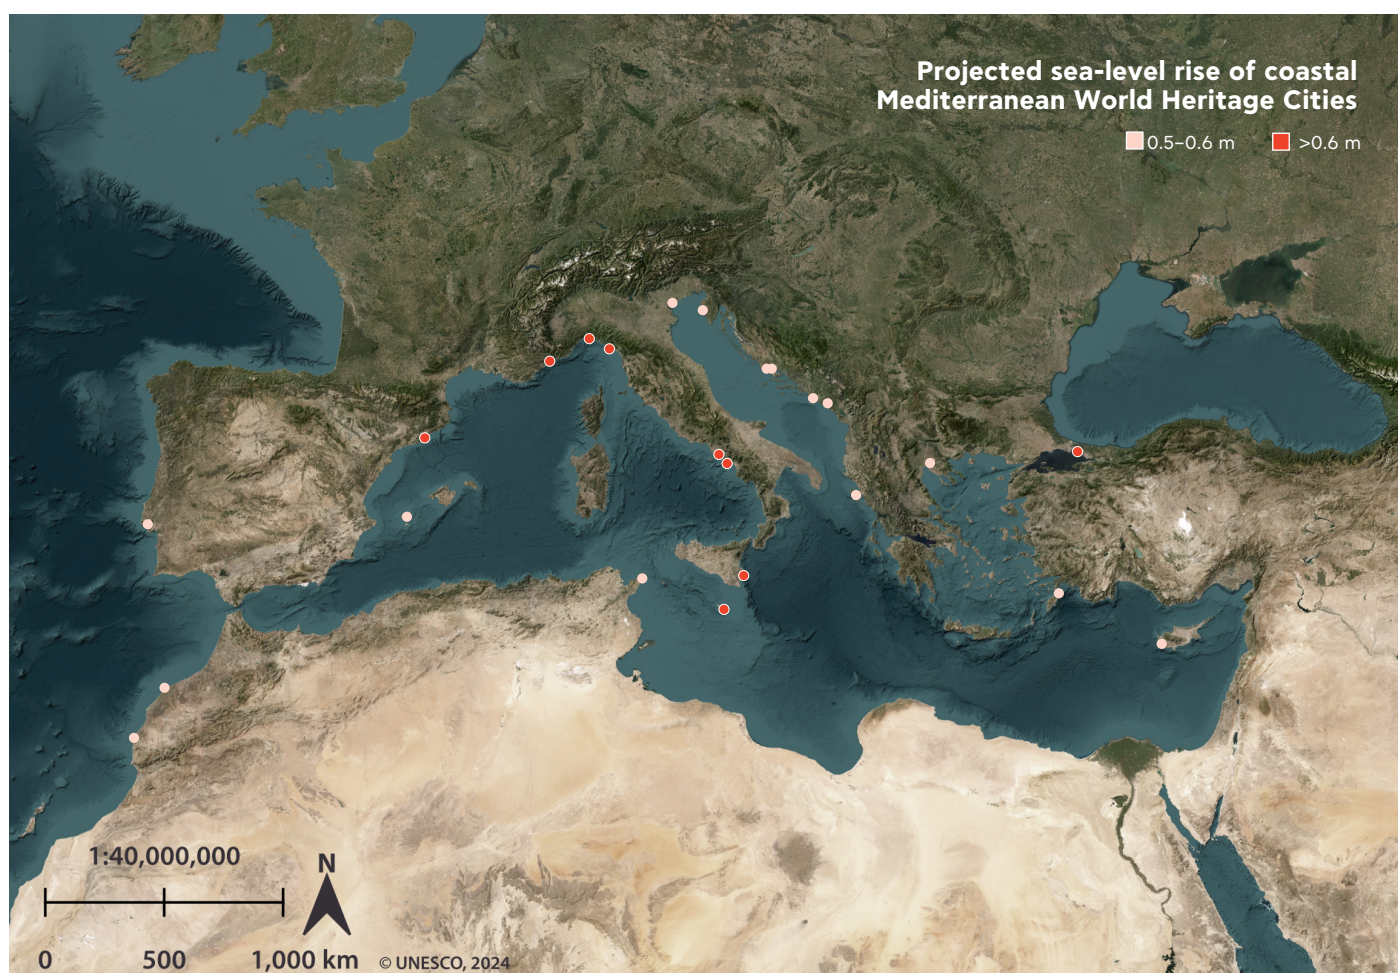 Projected sea-level rise of coastal
Mediterranean World Heritage Cities
0.5–0.6 m >0.6 m
1:40,000,000
N
0 500 1,000 km © UNESCO, 2024